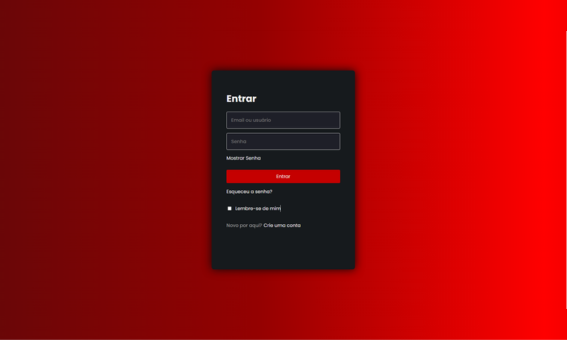 Entrar
Email ou usuário
Senha
Mostrar Senha
Entrar
Esqueceu a senha?
Lembre-se de mim
Novo por aqui? Crie uma conta